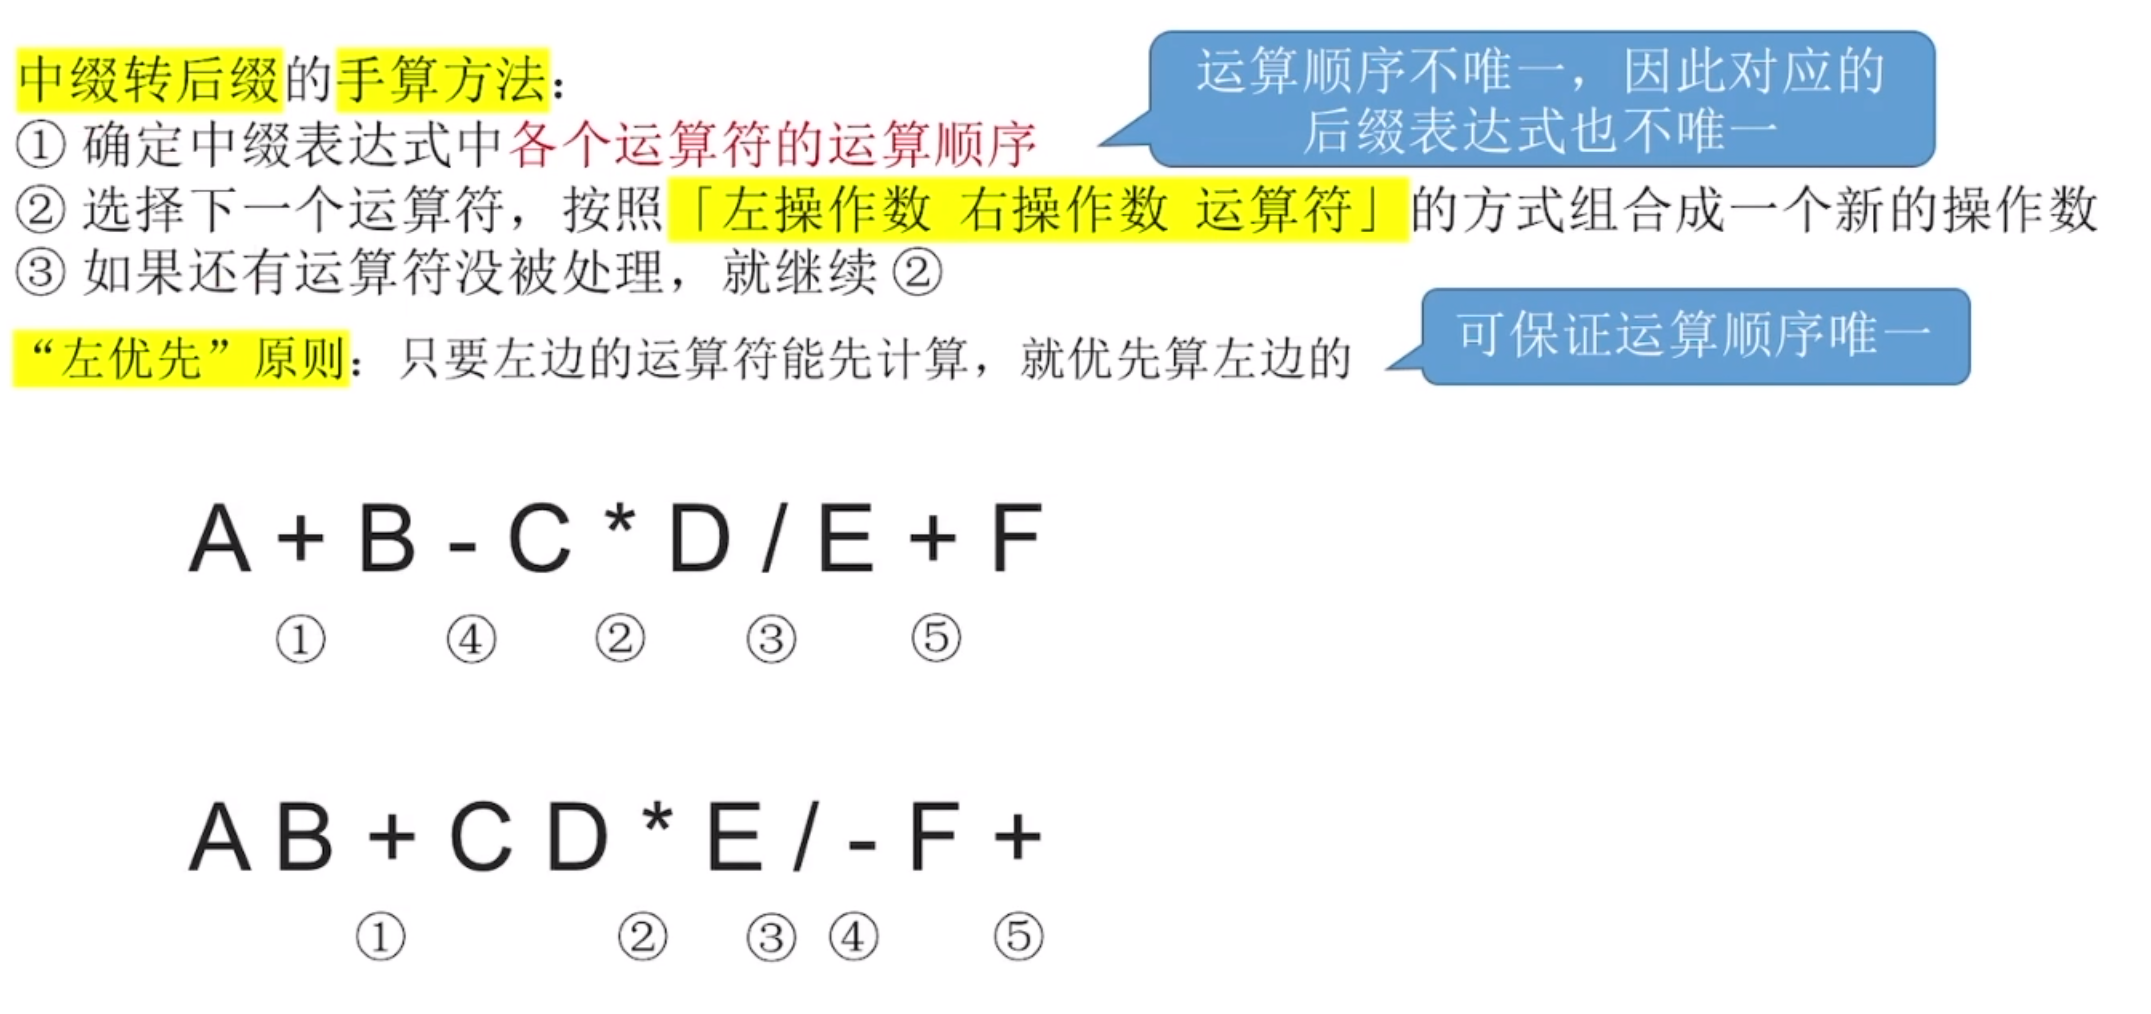 中缀转后缀的手算方法：
运算顺序不唯一，因此对应的
后缀表达式也不唯一
① 确定中缀表达式中各个运算符的运算顺序
② 选择下一个运算符，按照「左操作数 右操作数 运算符」的方式组合成一个新的操作数
③ 如果还有运算符没被处理，就继续 ②
可保证运算顺序唯一
“左优先”原则：只要左边的运算符能先计算，就优先算左边的
A + B - C * D / E + F
① ④ ② ③ ⑤
A B + C D * E / - F +
① ② ③ ④ ⑤